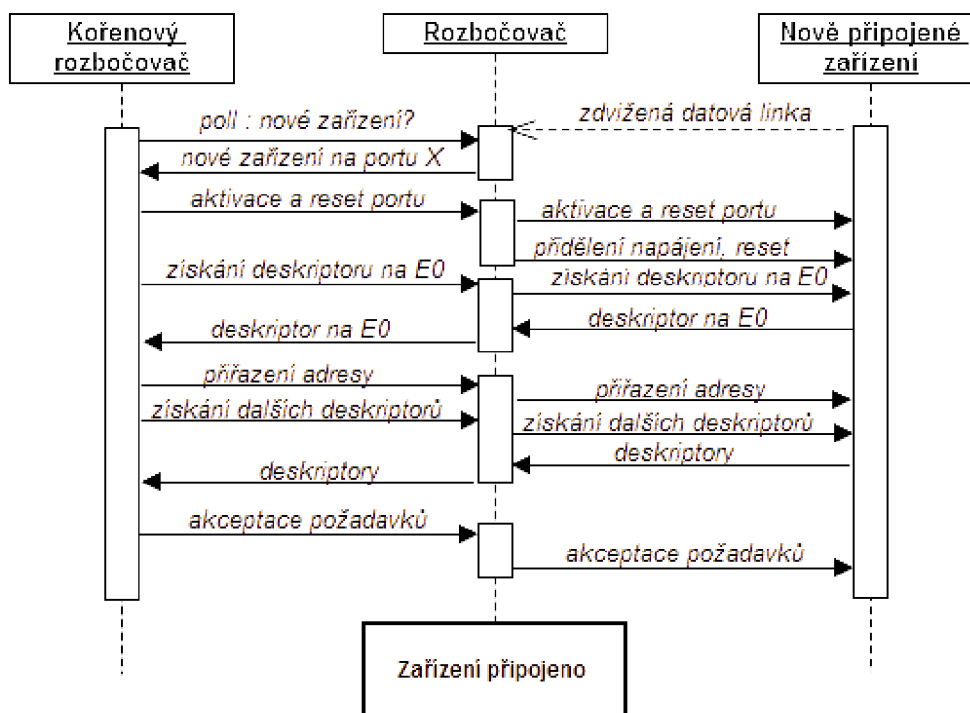 Kořenový
rozbočovač
Rozbočovač
Nově připojené
zařízení
poll : nové zařízení?
zdvižená datová linka
nové zařízení na portu X
aktivace a reset portu
aktivace a reset portu
přidělení napájení, reset
získání deskriptoru na E0
získání deskriptoru na E0
deskriptor na E0
deskriptor na E0
přiřazení adresy
přiřazení adresy
získání dalších deskriptorů
získání dalších deskriptorů
deskriptory
deskriptory
akceptace požadavků
akceptace požadavků
Zařízení připojeno